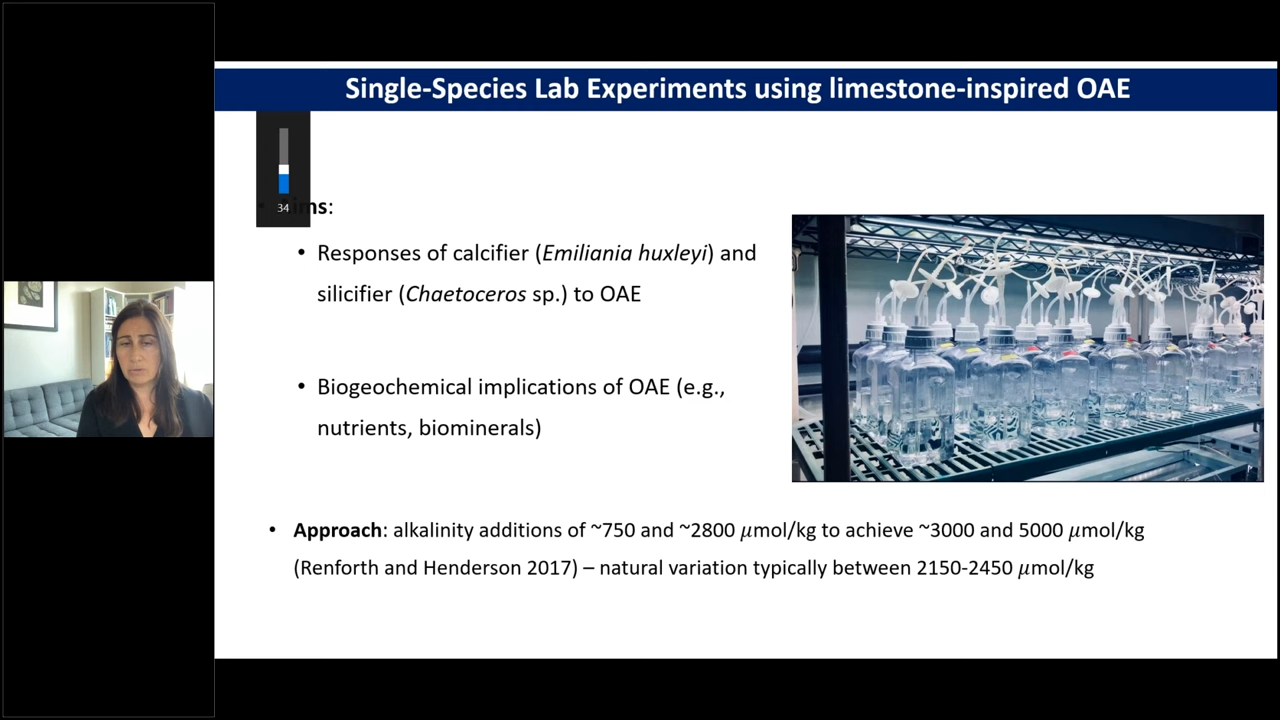 Single-Species Lab Experiments using limestone-inspired OAE
34
ms:
• Responses of calcifier (Emiliania huxleyi) and
silicifier (Chaetoceros sp.) to OAE
• Biogeochemical implications of OAE (e.g.,
nutrients, biominerals)
• Approach: alkalinity additions of ~750 and ~2800 𝜇mol/kg to achieve ~3000 and 5000 𝜇mol/kg
(Renforth and Henderson 2017) – natural variation typically between 2150-2450 𝜇mol/kg